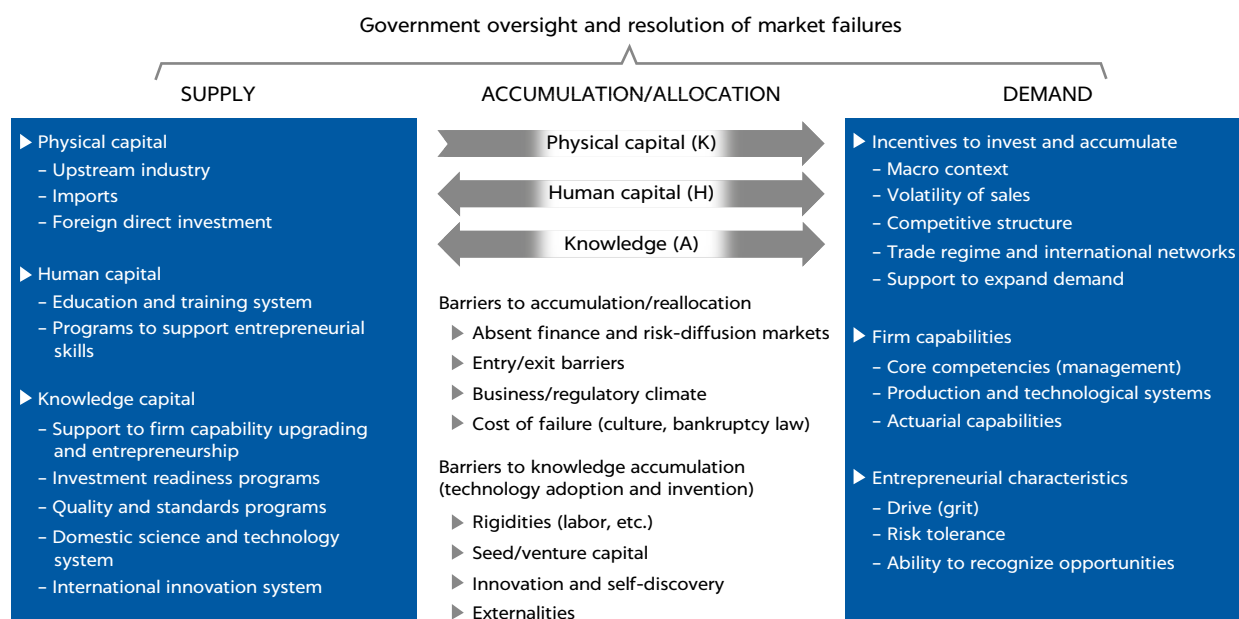 Government oversight and resolution of market failures
SUPPLY
▶ Physical capital
– Upstream industry
– Imports
– Foreign direct investment
▶ Human capital
– Education and training system
– Programs to support entrepreneurial
skills
▶ Knowledge capital
– Support to firm capability upgrading
and entrepreneurship
– Investment readiness programs
– Quality and standards programs
– Domestic science and technology
system
– International innovation system
ACCUMULATION/ALLOCATION
Physical capital (K)
Human capital (H)
Knowledge (A)
Barriers to accumulation/reallocation
▶ Absent finance and risk-diffusion markets
▶ Entry/exit barriers
▶ Business/regulatory climate
▶ Cost of failure (culture, bankruptcy law)
Barriers to knowledge accumulation
(technology adoption and invention)
▶ Rigidities (labor, etc.)
▶ Seed/venture capital
▶ Innovation and self-discovery
▶ Externalities
DEMAND
▶ Incentives to invest and accumulate
– Macro context
– Volatility of sales
– Competitive structure
– Trade regime and international networks
– Support to expand demand
▶ Firm capabilities
– Core competencies (management)
– Production and technological systems
– Actuarial capabilities
▶ Entrepreneurial characteristics
– Drive (grit)
– Risk tolerance
– Ability to recognize opportunities